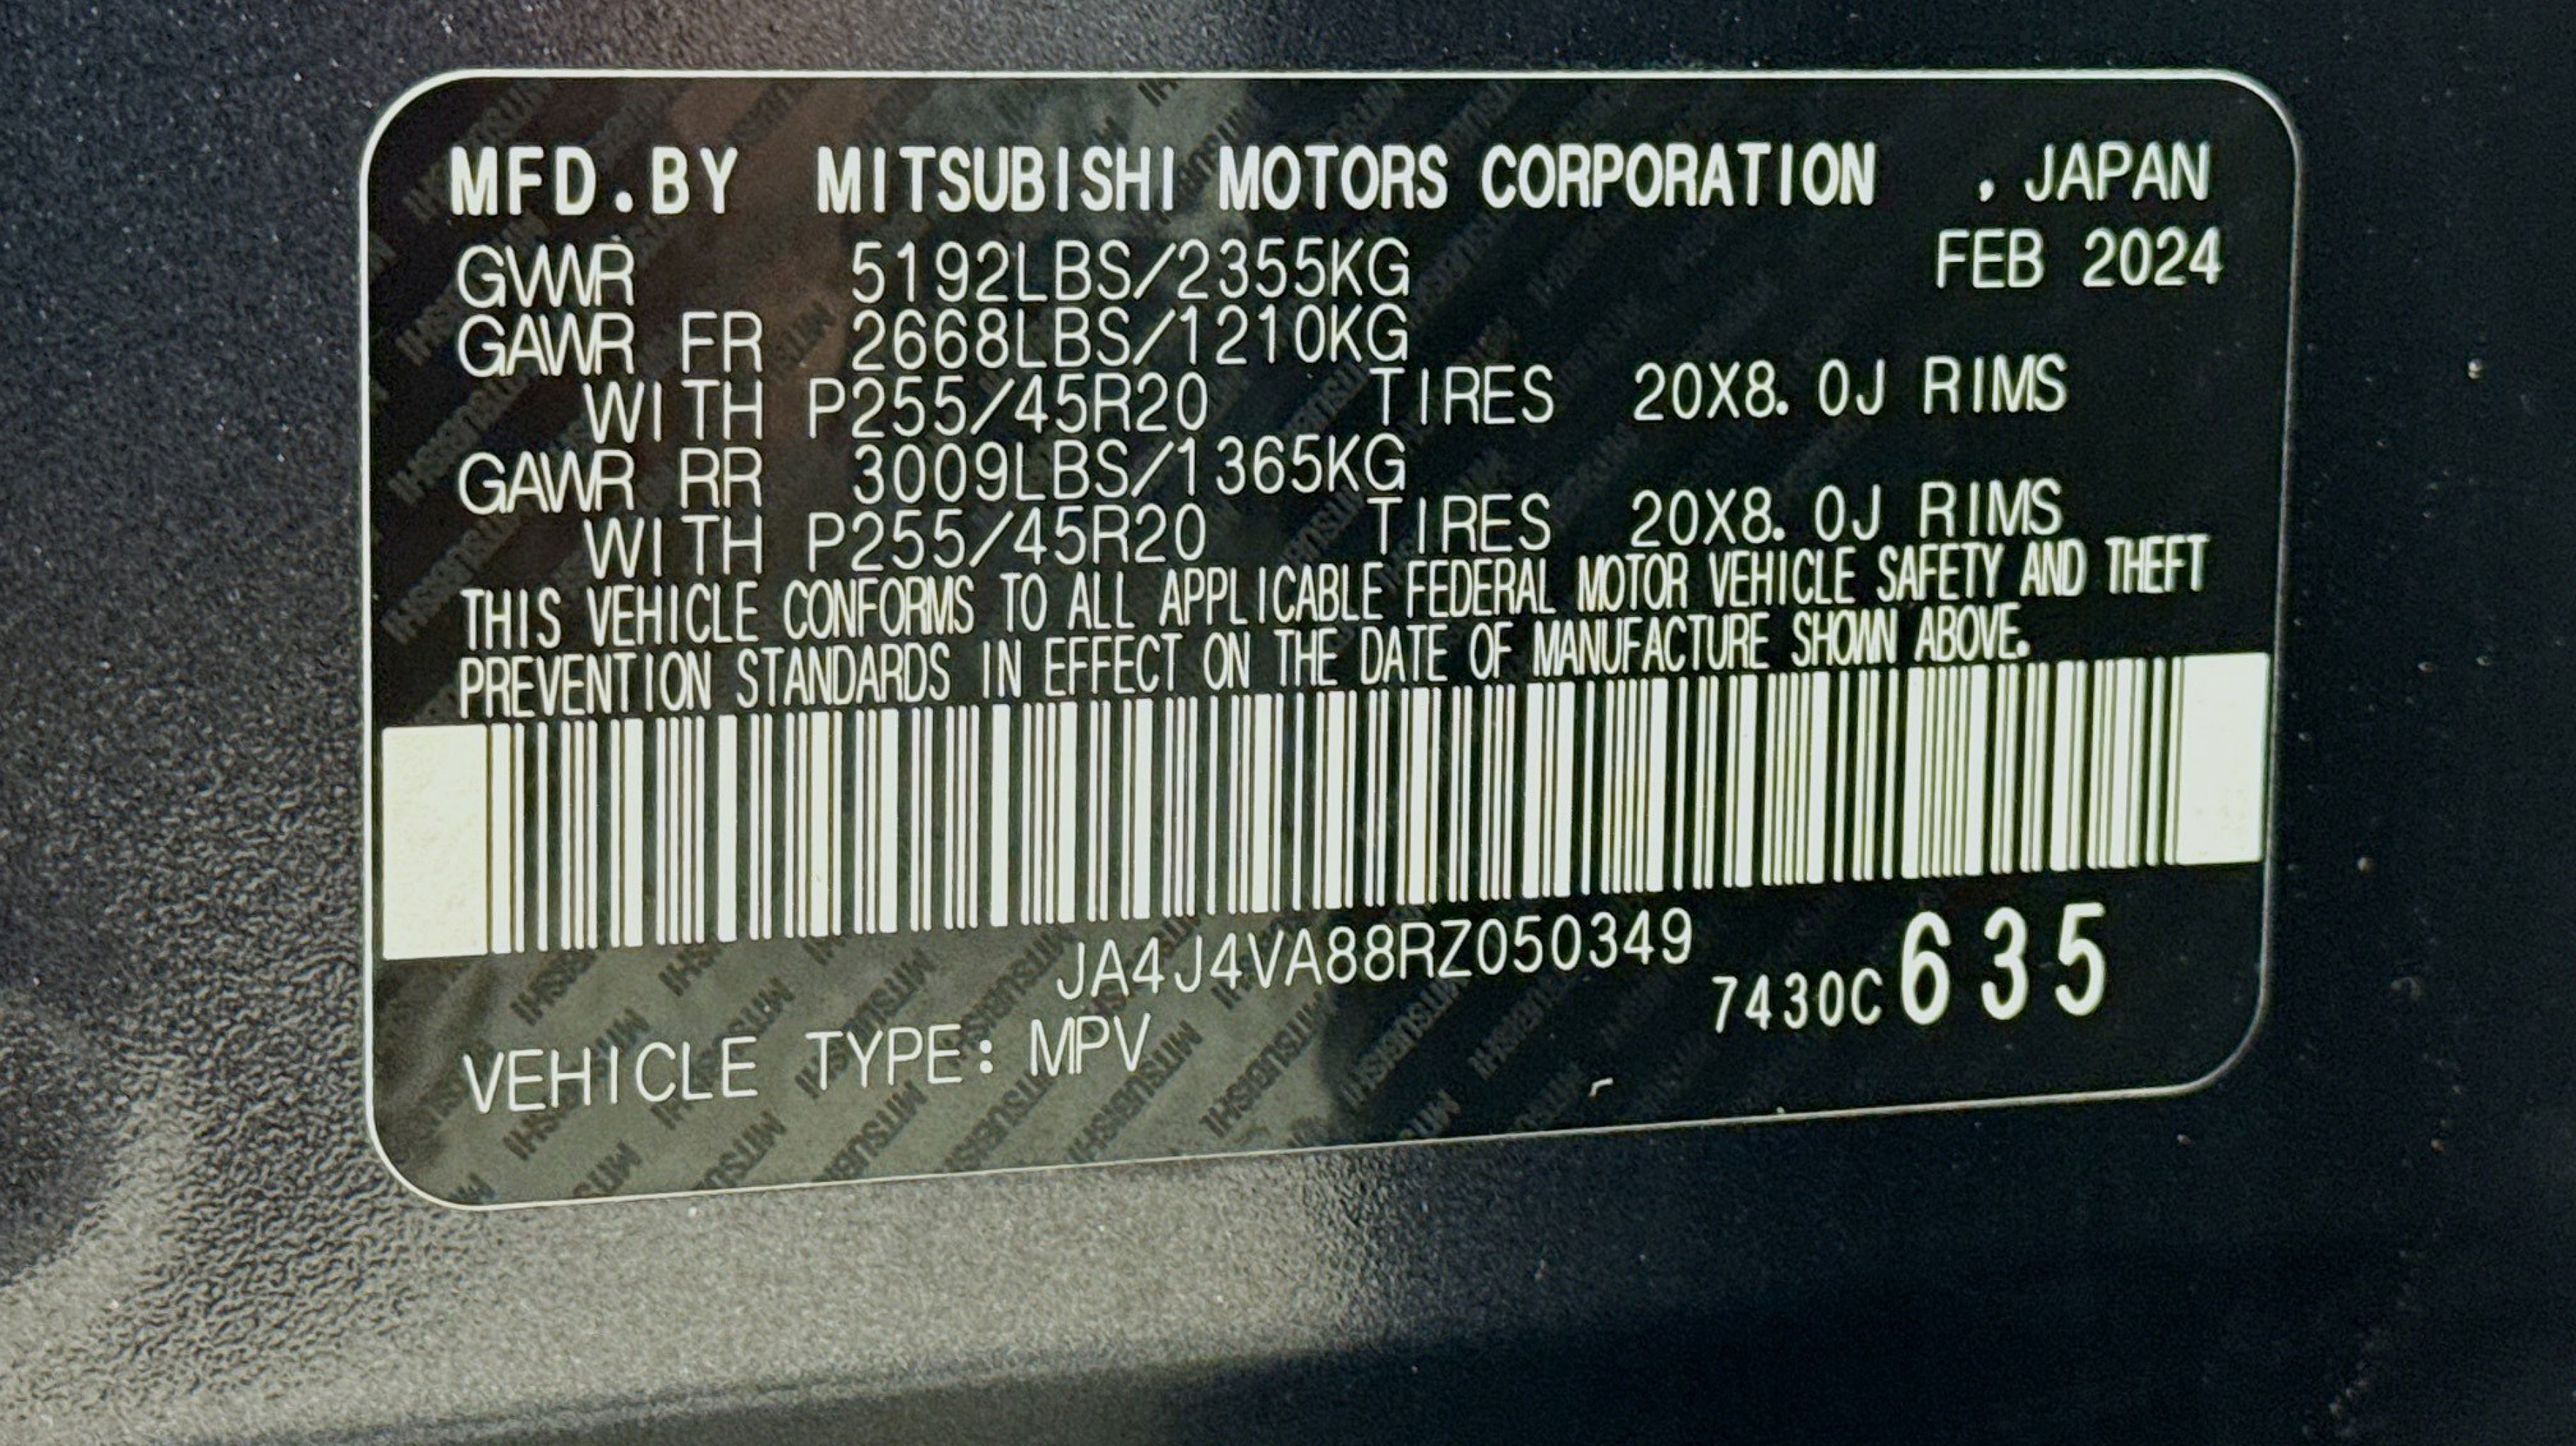 MFD.BY MITSUBISHI MOTORS CORPORATION , JAPAN
FEB 2024
GVWR 5192LBS/2355KG
GAWR FR 2668LBS/1210KG
WITH P255/45R20 TIRES 20X8.0J RIMS
GAWR RR 3009LBS/1365KG
WITH P255/45R20 TIRES 20X8.0J RIMS
THIS VEHICLE CONFORMS TO ALL APPLICABLE FEDERAL MOTOR VEHICLE SAFETY AND THEFT
PREVENTION STANDARDS IN EFFECT ON THE DATE OF MANUFACTURE SHOWN ABOVE.
JA4J4VA88RZ050349
7430C635
VEHICLE TYPE: MPV